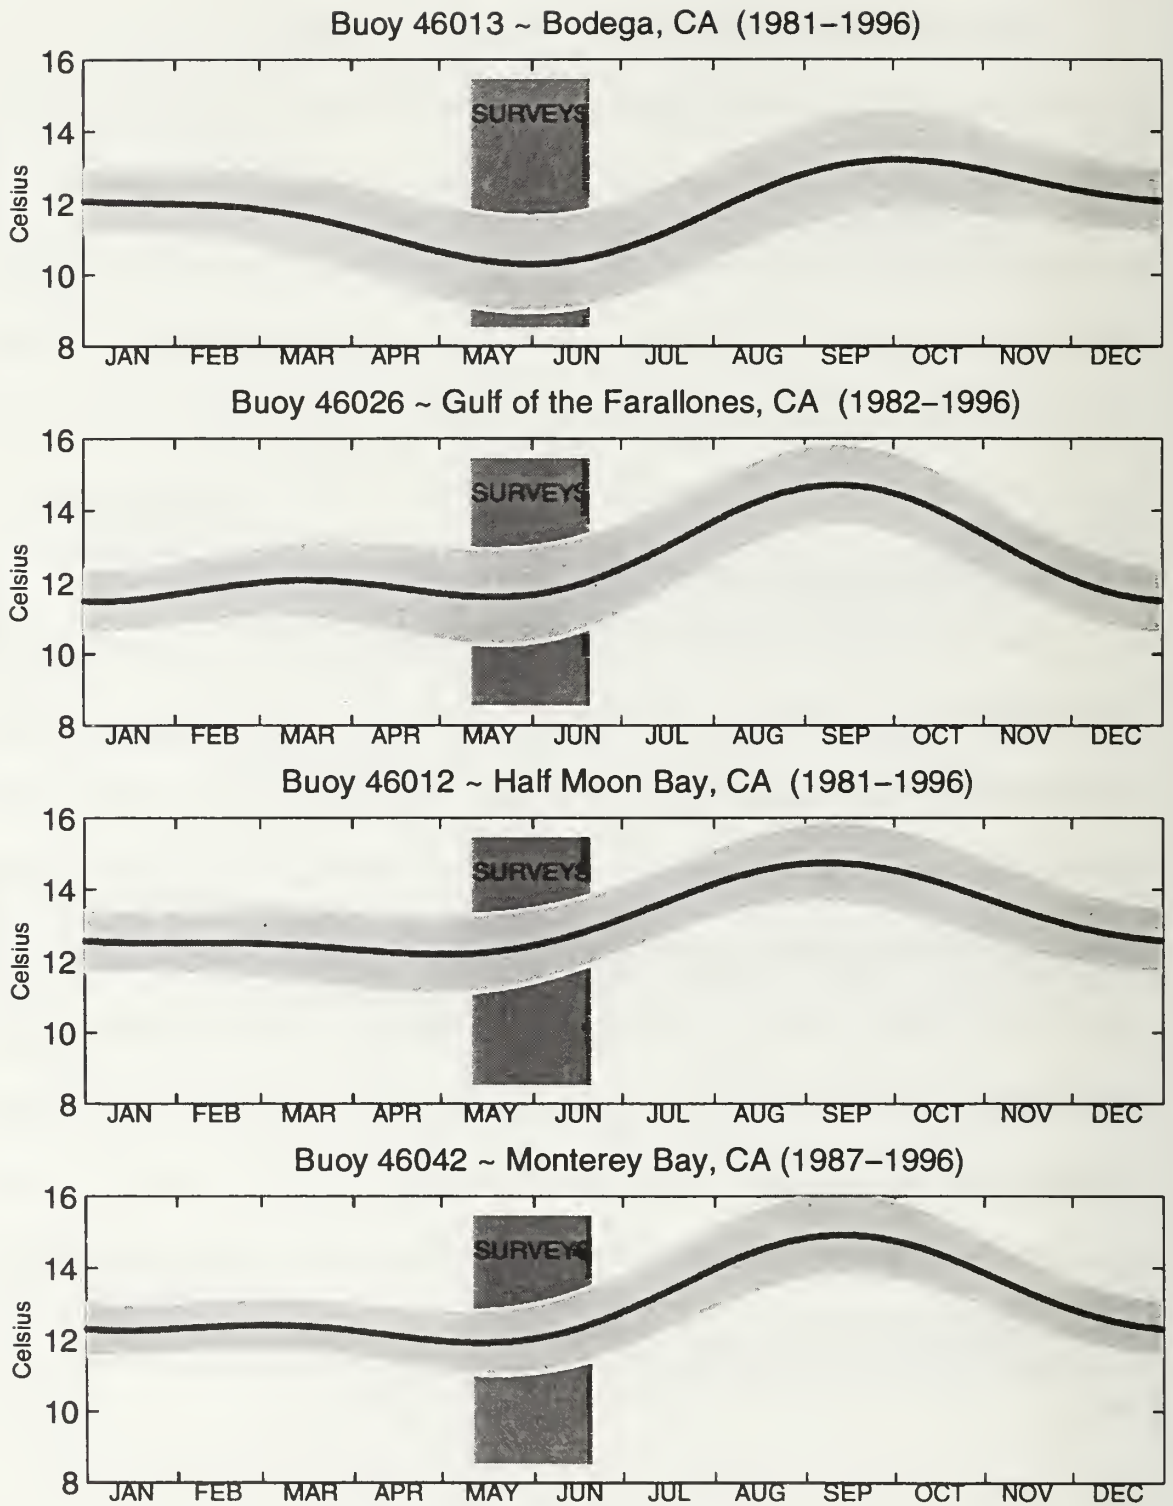 Buoy 46013 ~ Bodega, CA (1981–1996)
16
14
12
10
8
Celsius
SURVEYS
JAN FEB MAR APR MAY JUN JUL AUG SEP OCT NOV DEC
Buoy 46026 ~ Gulf of the Farallones, CA (1982–1996)
16
14
12
10
8
Celsius
SURVEYS
JAN FEB MAR APR MAY JUN JUL AUG SEP OCT NOV DEC
Buoy 46012 ~ Half Moon Bay, CA (1981–1996)
16
14
12
10
8
Celsius
SURVEYS
JAN FEB MAR APR MAY JUN JUL AUG SEP OCT NOV DEC
Buoy 46042 ~ Monterey Bay, CA (1987–1996)
16
14
12
10
8
Celsius
SURVEYS
JAN FEB MAR APR MAY JUN JUL AUG SEP OCT NOV DEC